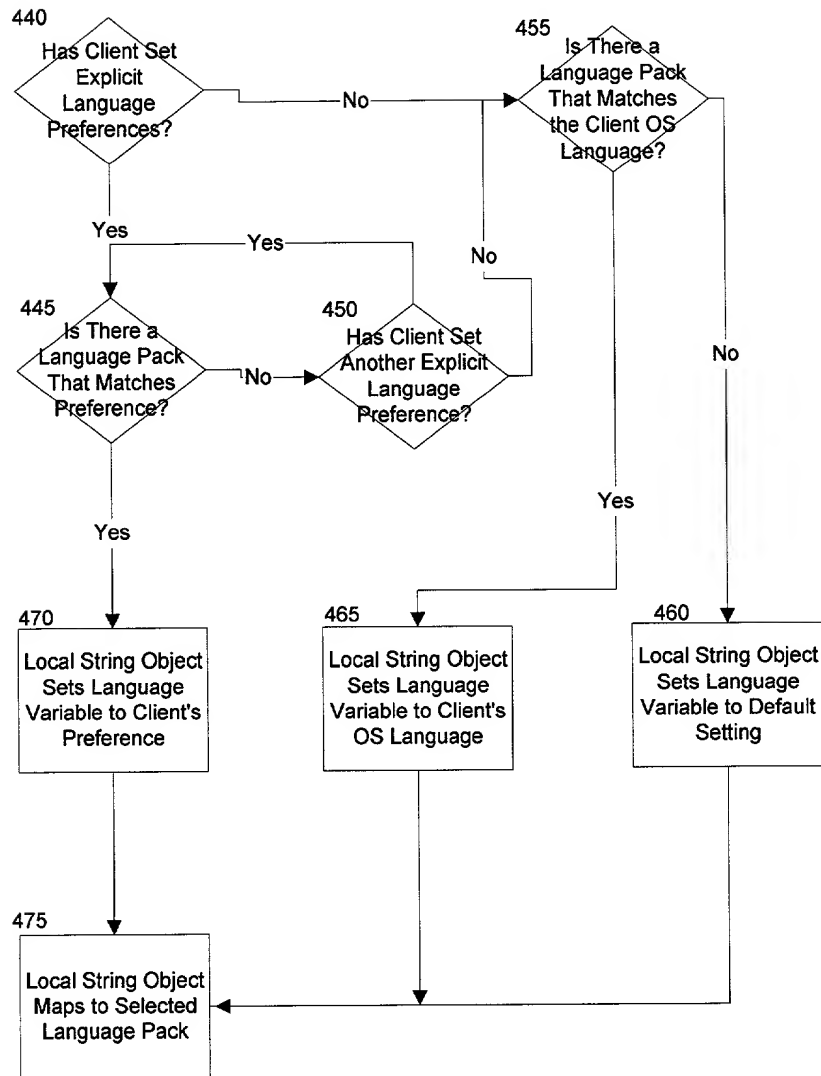 440
Has Client Set
Explicit
Language
Preferences?
No
455
Is There a
Language Pack
That Matches
the Client OS
Language?
Yes
Yes
No
No
445
Is There a
Language Pack
That Matches
Preference?
No
450
Has Client Set
Another Explicit
Language
Preference?
Yes
Yes
470
Local String Object
Sets Language
Variable to Client's
Preference
465
Local String Object
Sets Language
Variable to Client's
OS Language
460
Local String Object
Sets Language
Variable to Default
Setting
475
Local String Object
Maps to Selected
Language Pack